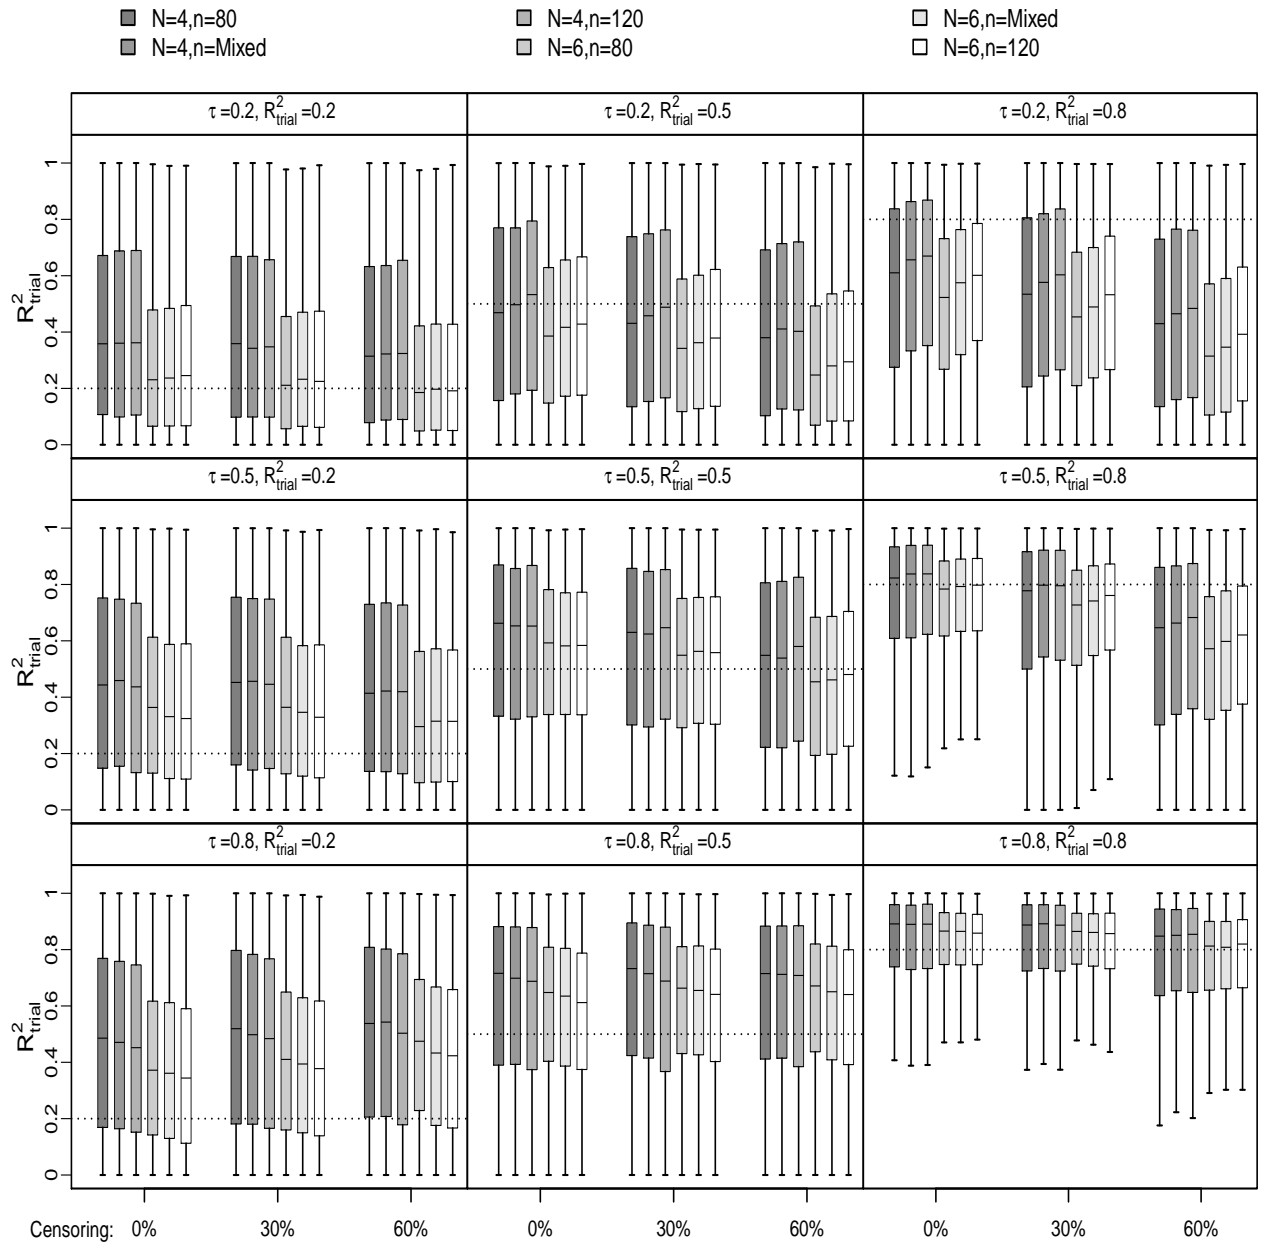 N=4,n=80 N=4,n=120 N=6,n=Mixed
N=4,n=Mixed N=6,n=80 N=6,n=120
τ=0.2, R²trial=0.2 τ=0.2, R²trial=0.5 τ=0.2, R²trial=0.8
R²trial
1
0.8
0.6
0.4
0.2
0
τ=0.5, R²trial=0.2 τ=0.5, R²trial=0.5 τ=0.5, R²trial=0.8
R²trial
1
0.8
0.6
0.4
0.2
0
τ=0.8, R²trial=0.2 τ=0.8, R²trial=0.5 τ=0.8, R²trial=0.8
R²trial
1
0.8
0.6
0.4
0.2
0
Censoring: 0% 30% 60% 0% 30% 60% 0% 30% 60%